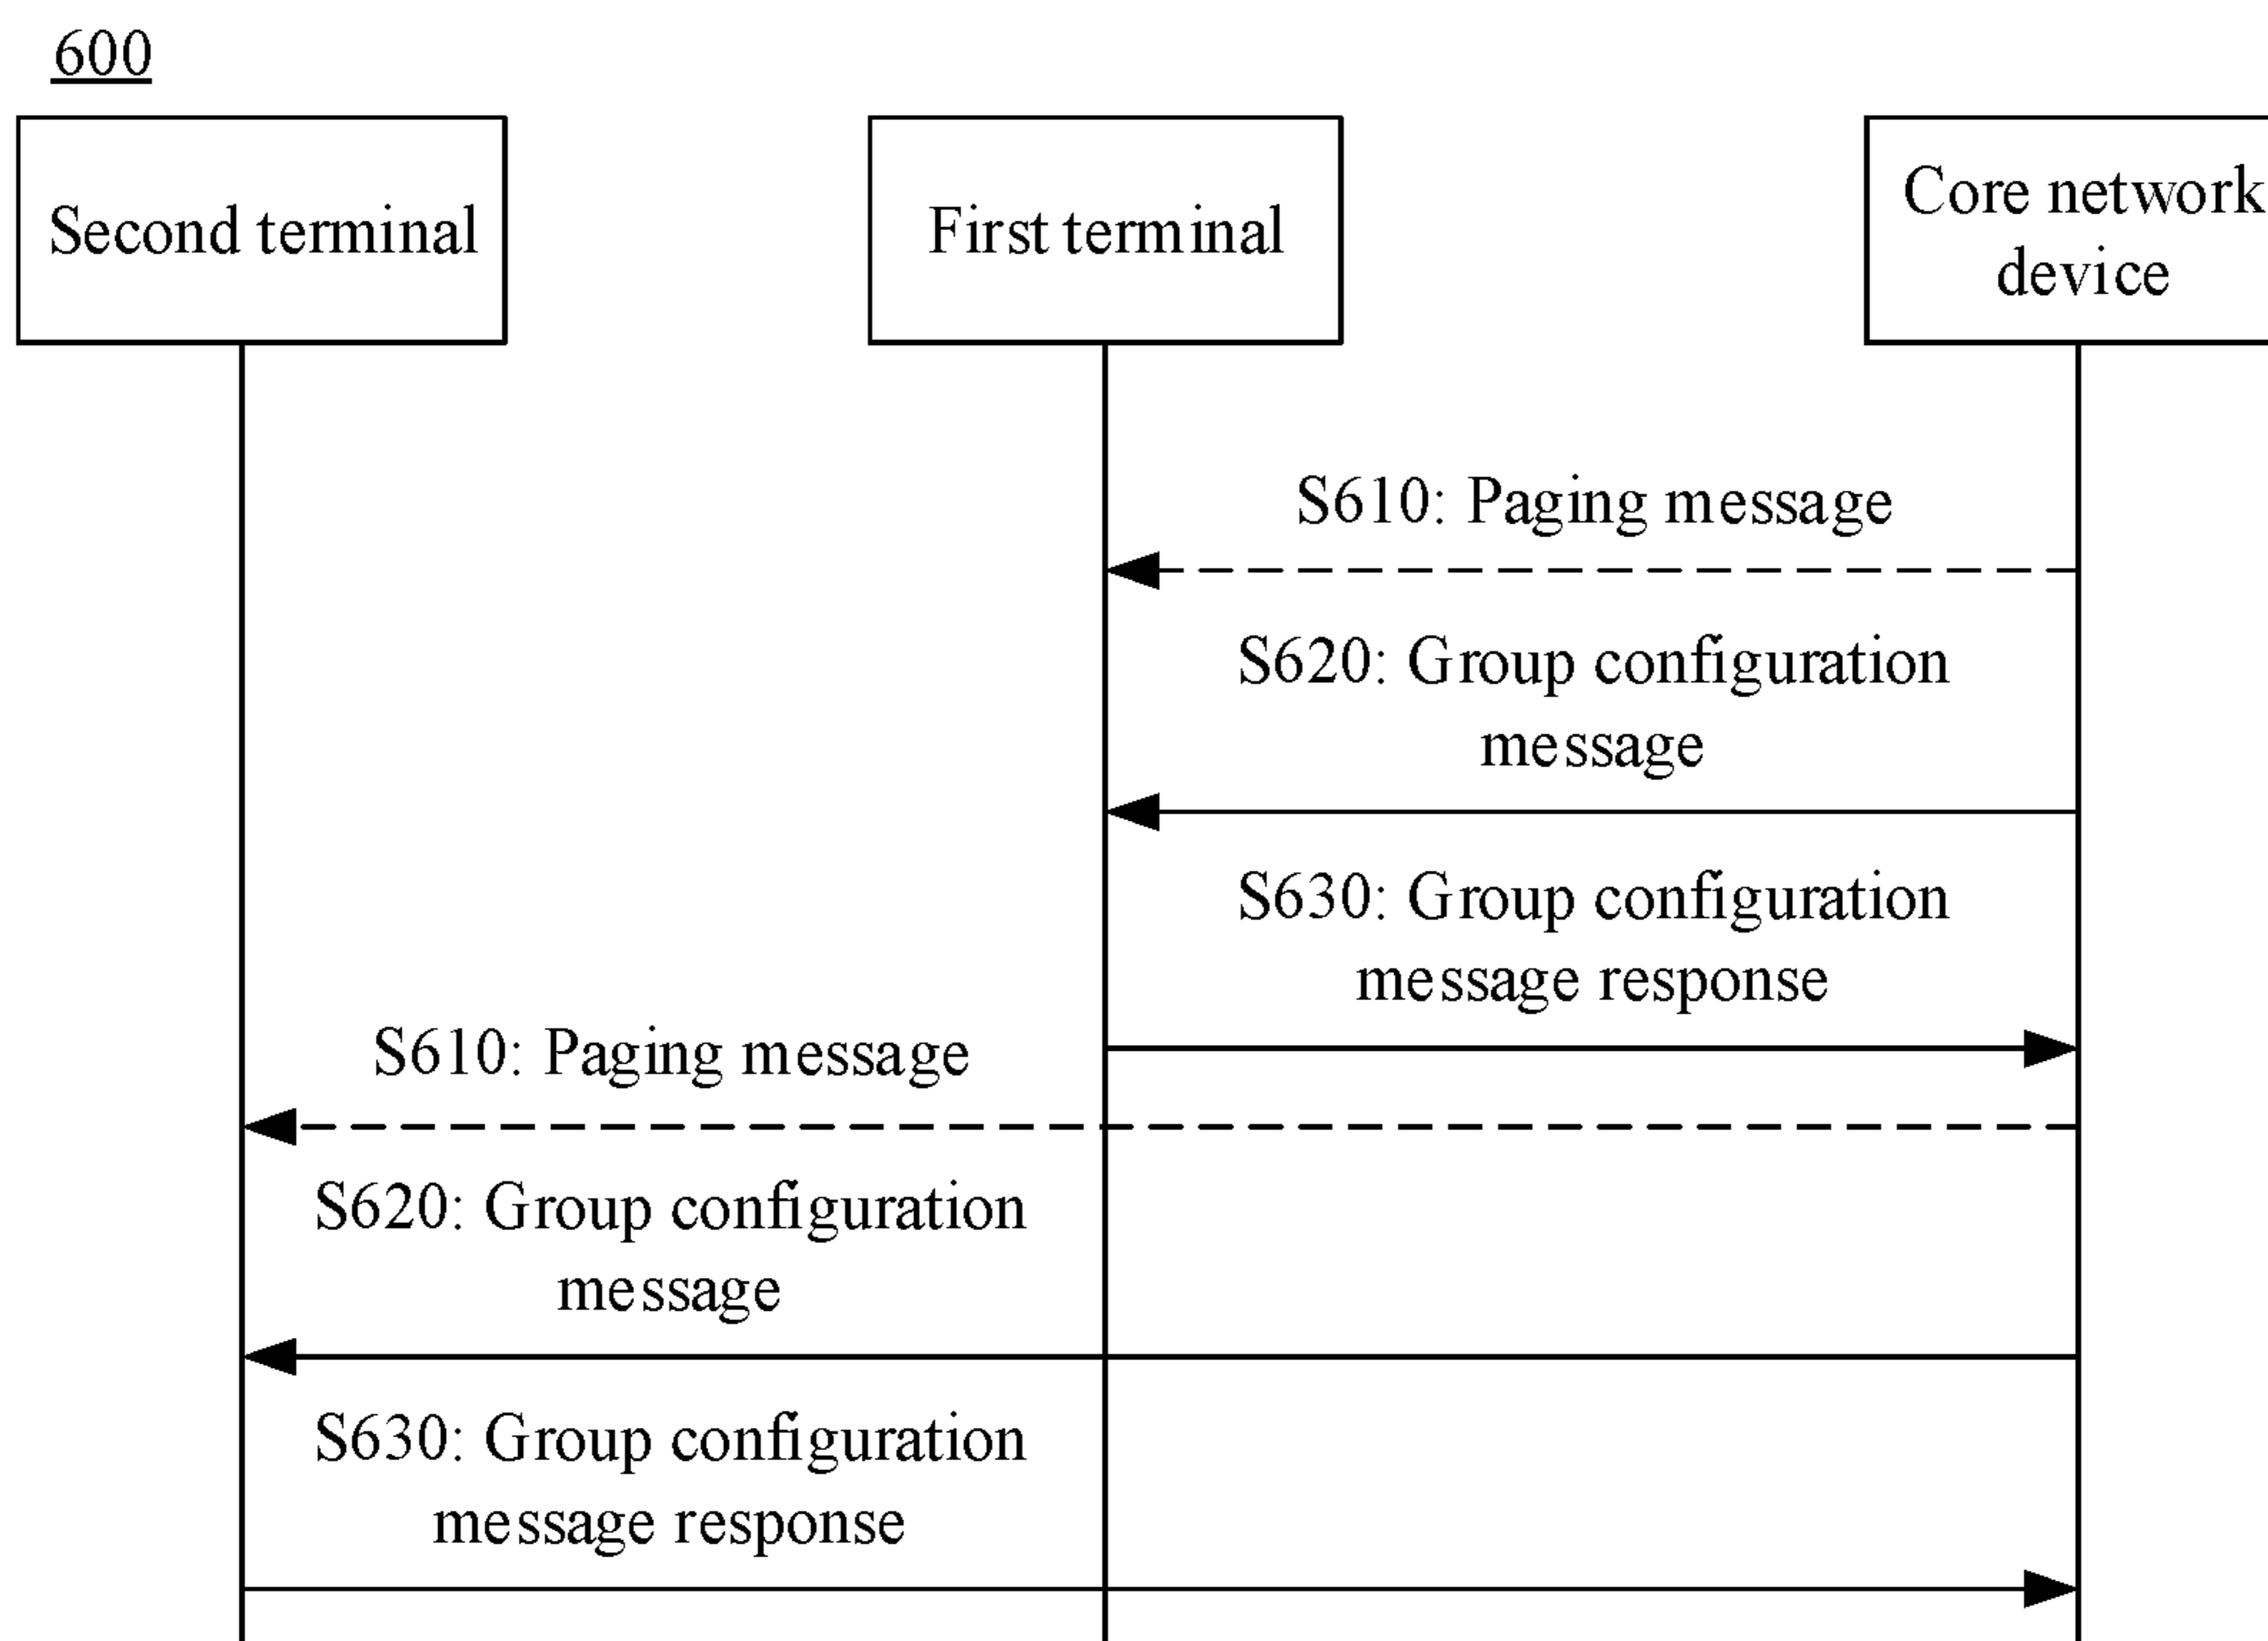 600
Second terminal
First terminal
Core network
device
S610: Paging message
S620: Group configuration
message
S630: Group configuration
message response
S610: Paging message
S620: Group configuration
message
S630: Group configuration
message response